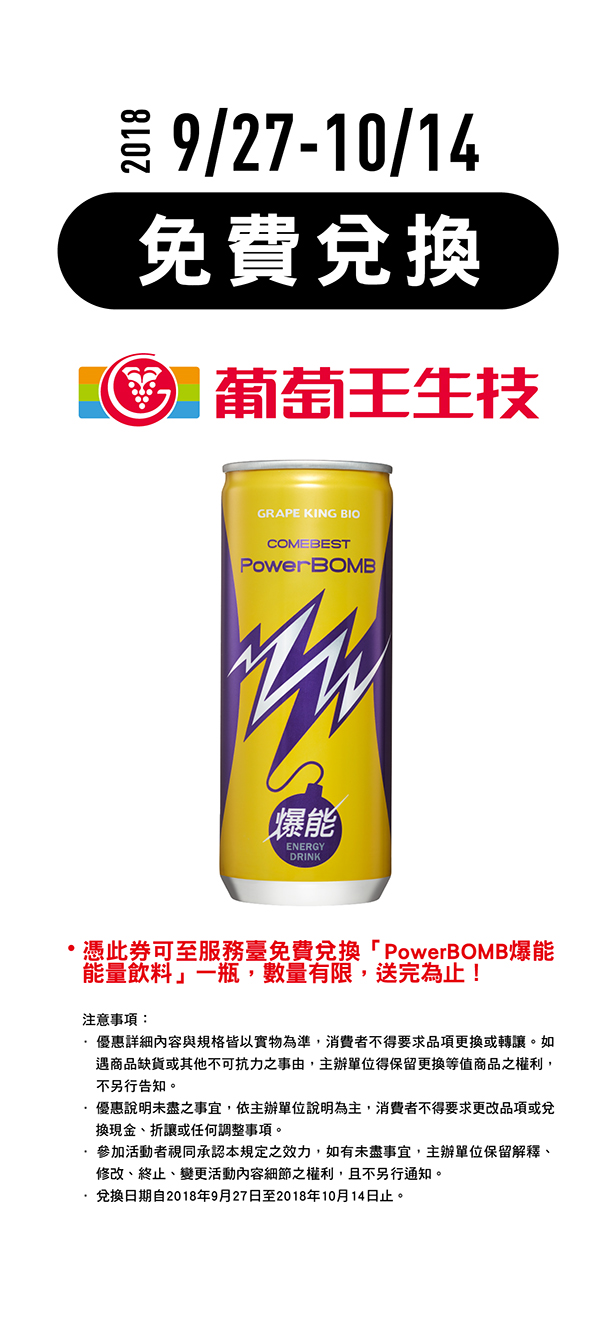 2018 9/27-10/14
免費兌換
葡萄王生技
GRAPE KING BIO
COMEBEST
PowerBOMB
爆能
ENERGY
DRINK
• 憑此券可至服務臺免費兌換「PowerBOMB爆能
能量飲料」一瓶，數量有限，送完為止！
注意事項：
· 優惠詳細內容與規格皆以實物為準，消費者不得要求品項更換或轉讓。如
遇商品缺貨或其他不可抗力之事由，主辦單位得保留更換等值商品之權利，
不另行告知。
· 優惠說明未盡之事宜，依主辦單位說明為主，消費者不得要求更改品項或兌
換現金、折讓或任何調整事項。
· 參加活動者視同承認本規定之效力，如有未盡事宜，主辦單位保留解釋、
修改、終止、變更活動內容細節之權利，且不另行通知。
· 兌換日期自2018年9月27日至2018年10月14日止。